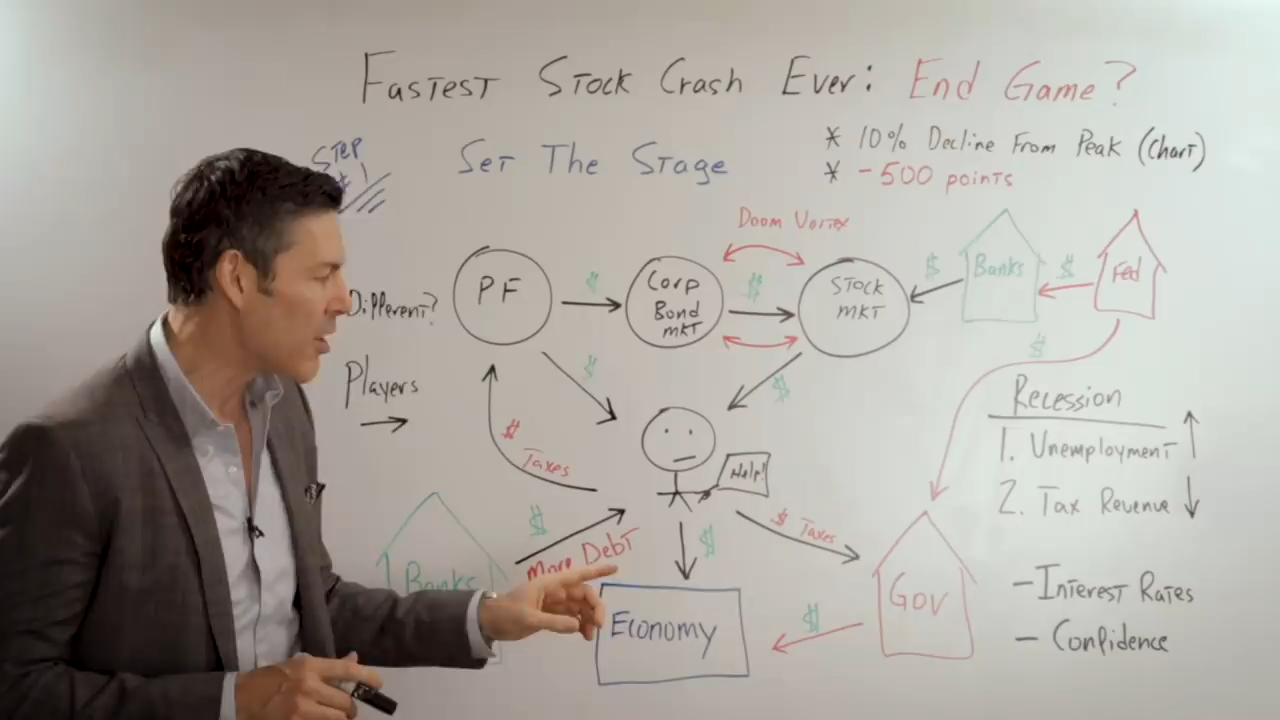 Fastest Stock Crash Ever: End Game?
Step
1
Set The Stage
* 10% Decline From Peak (Chart)
* -500 points
Doom Vortex
Different?
PF
$
Corp
Bond
MKT
$
Stock
MKT
$
Banks
$
Fed
$
Players
$
$
$ Taxes
Help!
Recession
1. Unemployment
2. Tax Revenue
$
More Debt
Banks
$
$ Taxes
Gov
$
Economy
- Interest Rates
- Confidence